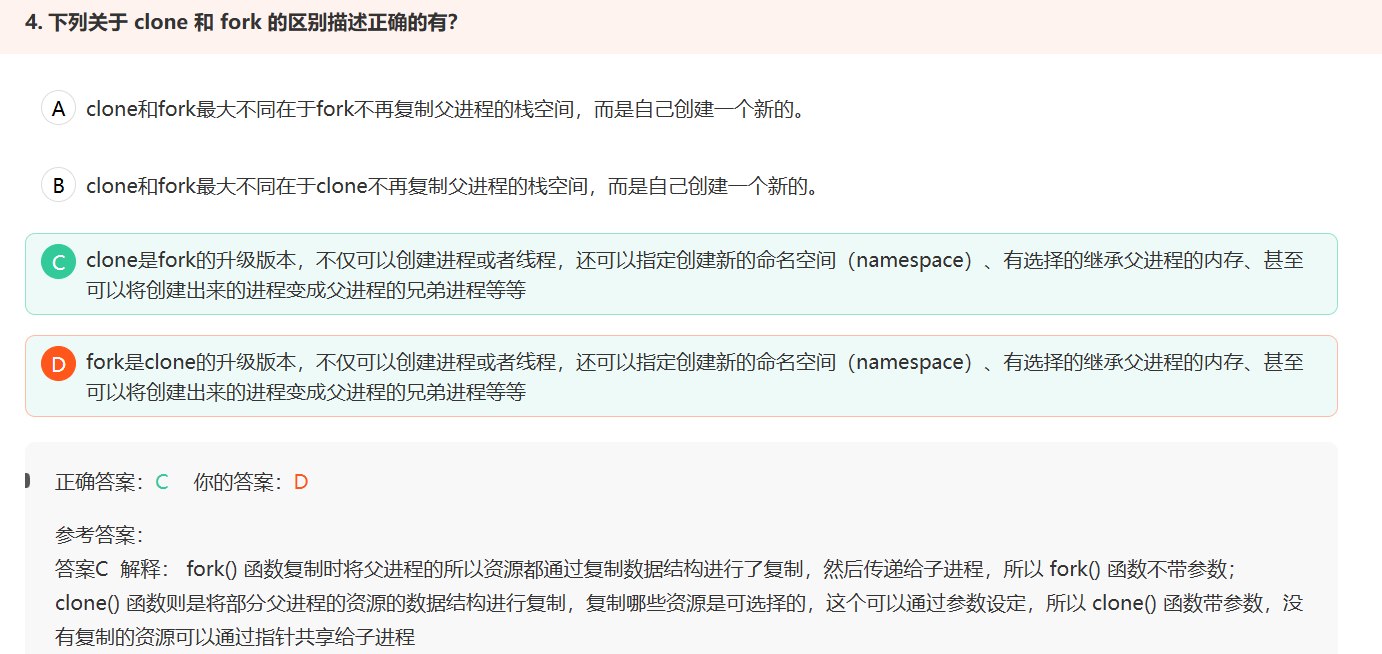 4. 下列关于 clone 和 fork 的区别描述正确的有？
A clone和fork最大不同在于fork不再复制父进程的栈空间，而是自己创建一个新的。
B clone和fork最大不同在于clone不再复制父进程的栈空间，而是自己创建一个新的。
C clone是fork的升级版本，不仅可以创建进程或者线程，还可以指定创建新的命名空间（namespace）、有选择的继承父进程的内存、甚至
可以将创建出来的进程变成父进程的兄弟进程等等
D fork是clone的升级版本，不仅可以创建进程或者线程，还可以指定创建新的命名空间（namespace）、有选择的继承父进程的内存、甚至
可以将创建出来的进程变成父进程的兄弟进程等等
正确答案：C 你的答案：D
参考答案：
答案C 解释： fork() 函数复制时将父进程的所以资源都通过复制数据结构进行了复制，然后传递给子进程，所以 fork() 函数不带参数；
clone() 函数则是将部分父进程的资源的数据结构进行复制，复制哪些资源是可选择的，这个可以通过参数设定，所以 clone() 函数带参数，没
有复制的资源可以通过指针共享给子进程